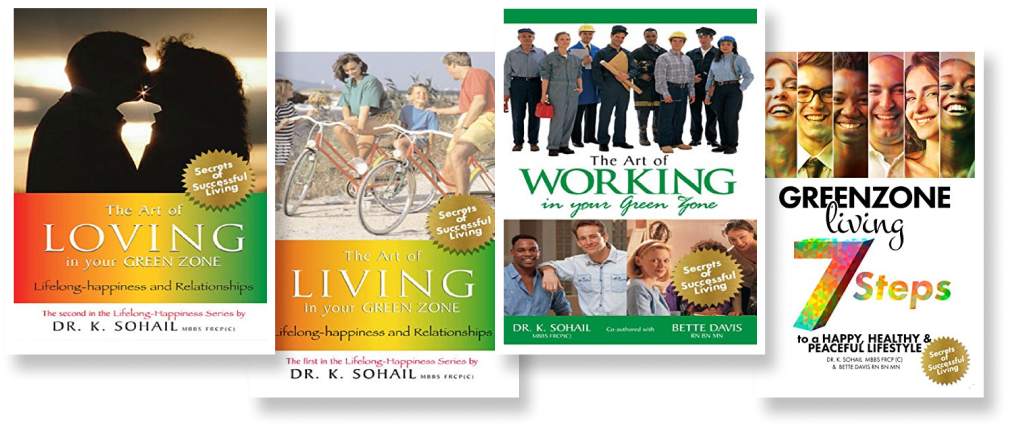 Secrets
of
Successful
Living
The Art of
LOVING
in your GREEN ZONE
Lifelong-happiness and Relationships
The second in the Lifelong-Happiness Series by
DR. K. SOHAIL MBBS FRCP(C)
Secrets
of
Successful
Living
The Art of
LIVING
in your GREEN ZONE
Lifelong-happiness and Relationships
The first in the Lifelong-Happiness Series by
DR. K. SOHAIL MBBS FRCP(C)
The Art of
WORKING
in your Green Zone
Secrets
of
Successful
Living
DR. K. SOHAIL Co-authored with BETTE DAVIS
MBBS FRCP(C) RN BN MN
GREENZONE
living
7 Steps
to a HAPPY, HEALTHY &
PEACEFUL LIFESTYLE
DR. K. SOHAIL MBBS FRCP (C)
& BETTE DAVIS RN BN MN
Secrets
of
Successful
Living